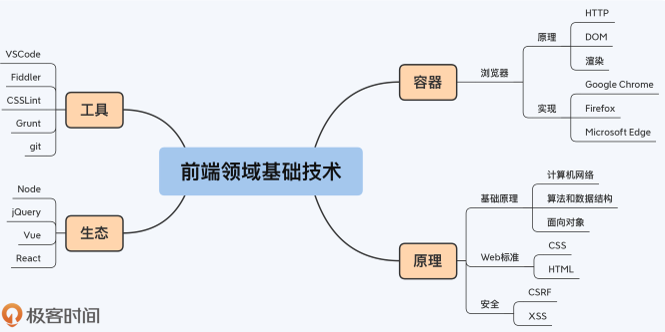 前端领域基础技术
工具
VSCode
Fiddler
CSSLint
Grunt
git
生态
Node
jQuery
Vue
React
容器
浏览器
原理
HTTP
DOM
渲染
实现
Google Chrome
Firefox
Microsoft Edge
原理
基础原理
计算机网络
算法和数据结构
面向对象
Web标准
CSS
HTML
安全
CSRF
XSS
极客时间